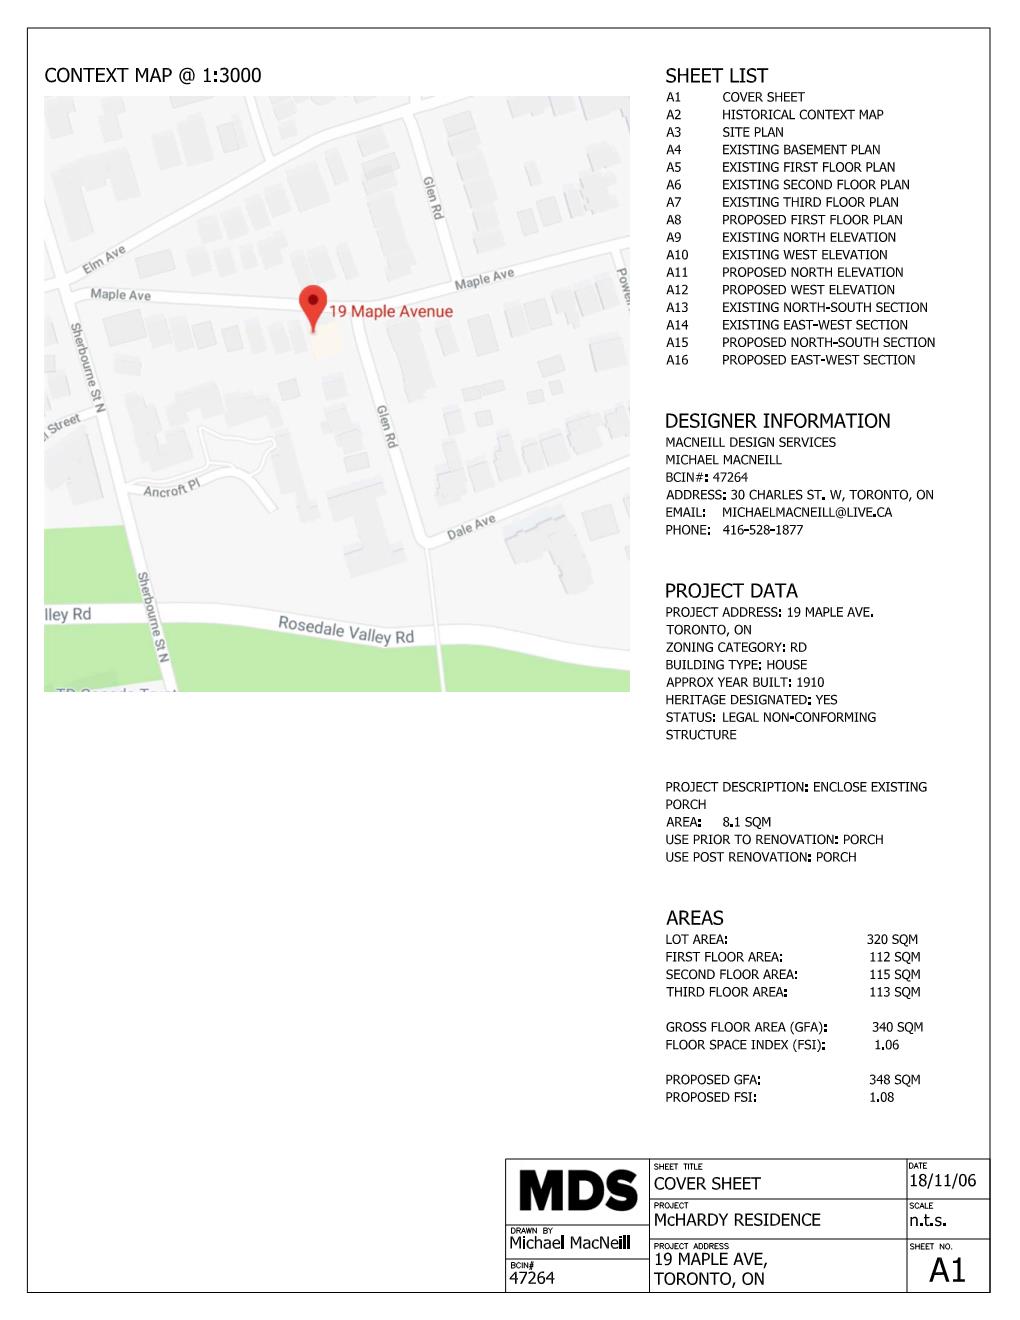 CONTEXT MAP @ 1:3000
Elm Ave
Maple Ave
Glen Rd
Maple Ave
19 Maple Avenue
Sherbourne St N
Street
Ancroft Pl
Glen Rd
Dale Ave
Sherbourne St N
lley Rd
Rosedale Valley Rd
SHEET LIST
A1 COVER SHEET
A2 HISTORICAL CONTEXT MAP
A3 SITE PLAN
A4 EXISTING BASEMENT PLAN
A5 EXISTING FIRST FLOOR PLAN
A6 EXISTING SECOND FLOOR PLAN
A7 EXISTING THIRD FLOOR PLAN
A8 PROPOSED FIRST FLOOR PLAN
A9 EXISTING NORTH ELEVATION
A10 EXISTING WEST ELEVATION
A11 PROPOSED NORTH ELEVATION
A12 PROPOSED WEST ELEVATION
A13 EXISTING NORTH-SOUTH SECTION
A14 EXISTING EAST-WEST SECTION
A15 PROPOSED NORTH-SOUTH SECTION
A16 PROPOSED EAST-WEST SECTION
DESIGNER INFORMATION
MACNEILL DESIGN SERVICES
MICHAEL MACNEILL
BCIN#: 47264
ADDRESS: 30 CHARLES ST. W, TORONTO, ON
EMAIL: MICHAELMACNEILL@LIVE.CA
PHONE: 416-528-1877
PROJECT DATA
PROJECT ADDRESS: 19 MAPLE AVE.
TORONTO, ON
ZONING CATEGORY: RD
BUILDING TYPE: HOUSE
APPROX YEAR BUILT: 1910
HERITAGE DESIGNATED: YES
STATUS: LEGAL NON-CONFORMING
STRUCTURE
PROJECT DESCRIPTION: ENCLOSE EXISTING
PORCH
AREA: 8.1 SQM
USE PRIOR TO RENOVATION: PORCH
USE POST RENOVATION: PORCH
AREAS
LOT AREA: 320 SQM
FIRST FLOOR AREA: 112 SQM
SECOND FLOOR AREA: 115 SQM
THIRD FLOOR AREA: 113 SQM
GROSS FLOOR AREA (GFA): 340 SQM
FLOOR SPACE INDEX (FSI): 1.06
PROPOSED GFA: 348 SQM
PROPOSED FSI: 1.08
MDS
DRAWN BY
Michael MacNeill
BCIN#
47264
SHEET TITLE
COVER SHEET
PROJECT
McHARDY RESIDENCE
PROJECT ADDRESS
19 MAPLE AVE,
TORONTO, ON
DATE
18/11/06
SCALE
n.t.s.
SHEET NO.
A1